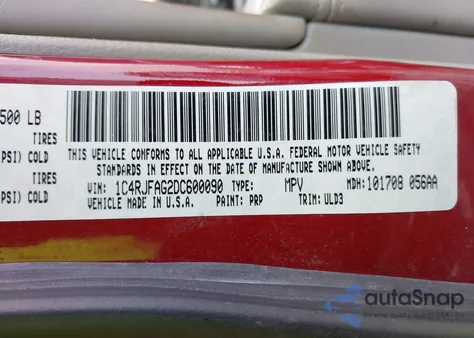 500 LB
TIRES
PSI) COLD
TIRES
PSI) COLD
THIS VEHICLE CONFORMS TO ALL APPLICABLE U.S.A. FEDERAL MOTOR VEHICLE SAFETY
STANDARDS IN EFFECT ON THE DATE OF MANUFACTURE SHOWN ABOVE.
VIN: 1C4RJFAG2DC600090 TYPE: MPV MDH: 101708 056AA
VEHICLE MADE IN U.S.A. PAINT: PRP TRIM: ULD3
autaSnap